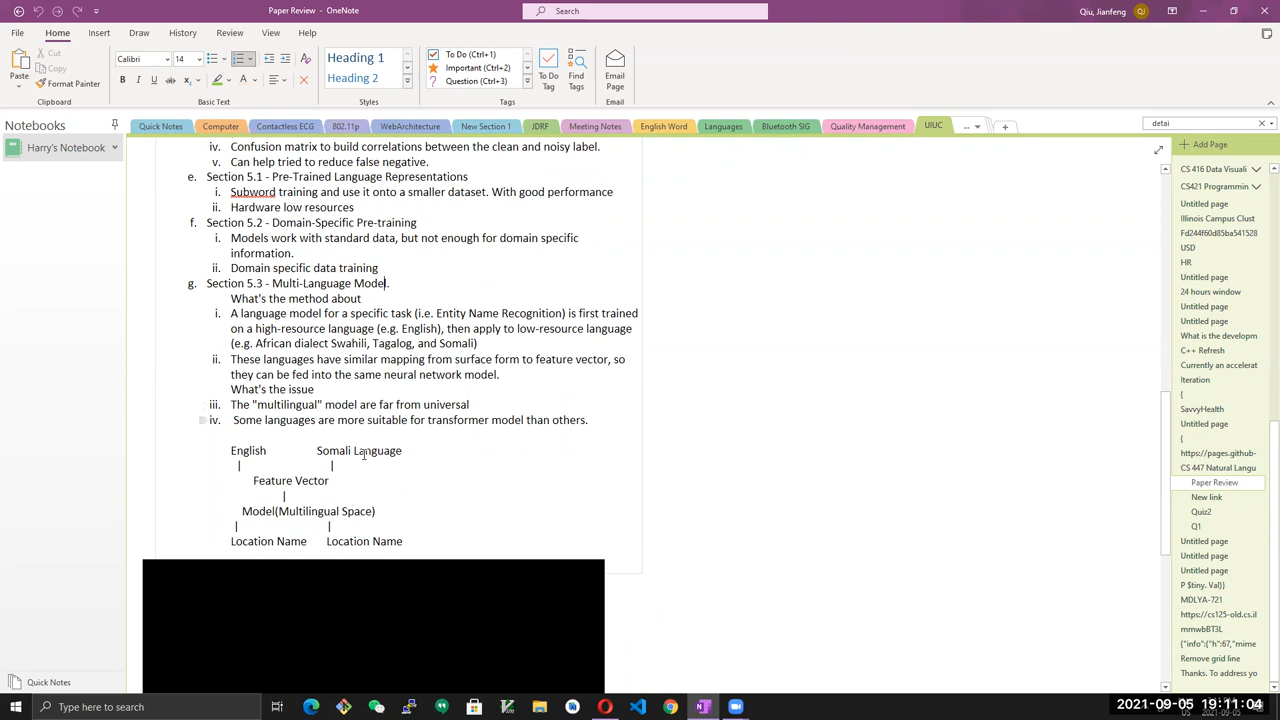 Paper Review - OneNote
Search
Qiu, Jianfeng
QJ
File Home Insert Draw History Review View Help
Paste
Cut
Copy
Format Painter
Clipboard
Calibri 14
B I U ab
Basic Text
Heading 1
Heading 2
Styles
To Do (Ctrl+1)
Important (Ctrl+2)
Question (Ctrl+3)
To Do Tag
Find Tags
Tags
Email Page
Email
Notebooks
Harry's Notebook
Quick Notes
Computer
Contactless ECG
802.11p
WebArchitecture
New Section 1
JDRF
Meeting Notes
English Word
Languages
Bluetooth SIG
Quality Management
UIUC
...
detai
iv. Confusion matrix to build correlations between the clean and noisy label.
v. Can help tried to reduce false negative.
e. Section 5.1 - Pre-Trained Language Representations
i. Subword training and use it onto a smaller dataset. With good performance
ii. Hardware low resources
f. Section 5.2 - Domain-Specific Pre-training
i. Models work with standard data, but not enough for domain specific
information.
ii. Domain specific data training
g. Section 5.3 - Multi-Language Model.
What's the method about
i. A language model for a specific task (i.e. Entity Name Recognition) is first trained
on a high-resource language (e.g. English), then apply to low-resource language
(e.g. African dialect Swahili, Tagalog, and Somali)
ii. These languages have similar mapping from surface form to feature vector, so
they can be fed into the same neural network model.
What's the issue
iii. The "multilingual" model are far from universal
iv. Some languages are more suitable for transformer model than others.
English Somali Language
| |
Feature Vector
|
Model(Multilingual Space)
| |
Location Name Location Name
Add Page
CS 416 Data Visuali
CS421 Programmin
Untitled page
Illinois Campus Clust
Fd244f60d85ba541528
USD
HR
Untitled page
24 hours window
Untitled page
Untitled page
What is the developm
C++ Refresh
Currently an accelerat
Iteration
{
SavvyHealth
Untitled page
{
https://pages.github-
CS 447 Natural Langu
Paper Review
New link
Quiz2
Q1
Untitled page
Untitled page
Untitled page
P $tiny. Val}}
MDLYA-721
https://cs125-old.cs.il
mmwbBT3L
{"info":{"h":67,"mime
Remove grid line
Thanks. To address yo
Quick Notes
Type here to search
2021-09-05 19:11:04